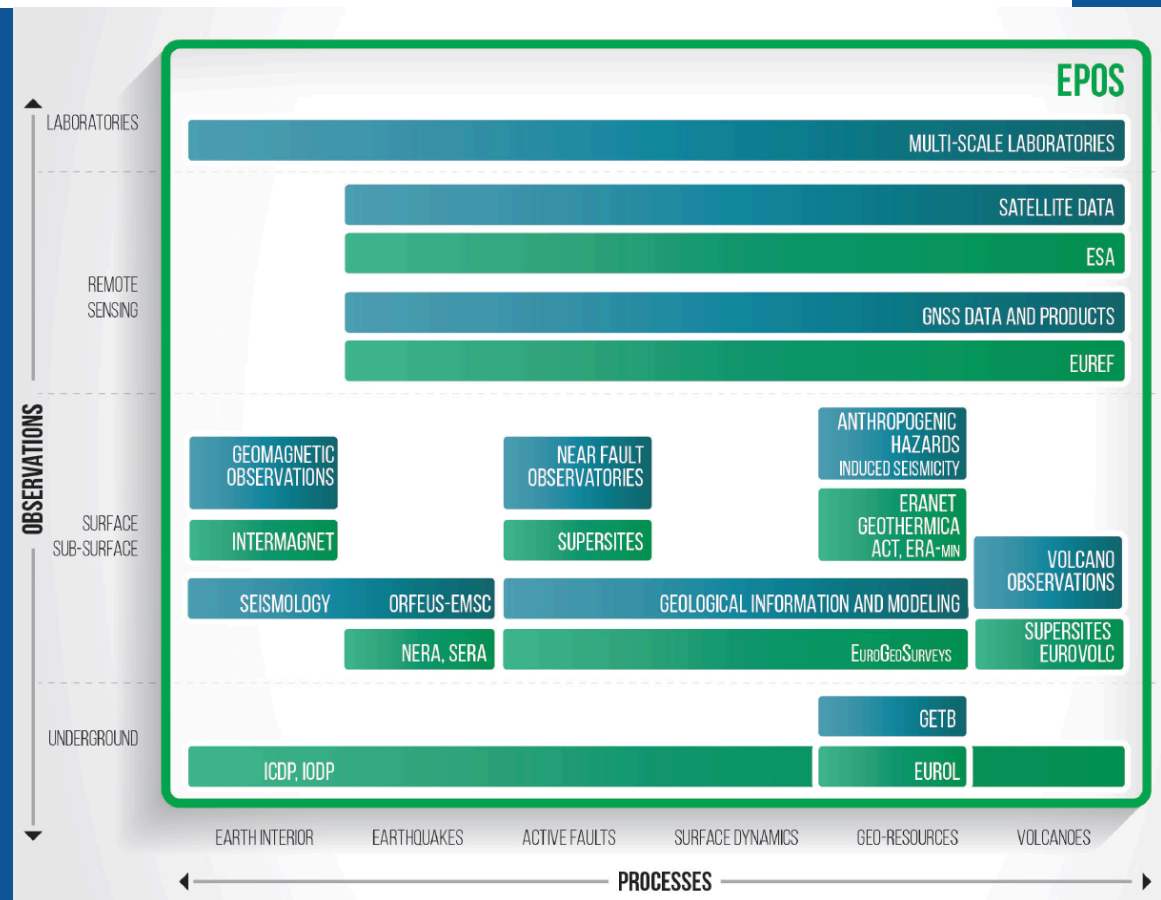 EPOS
LABORATORIES
MULTI-SCALE LABORATORIES
SATELLITE DATA
ESA
REMOTE
SENSING
GNSS DATA AND PRODUCTS
EUREF
OBSERVATIONS
SURFACE
SUB-SURFACE
GEOMAGNETIC
OBSERVATIONS
INTERMAGNET
NEAR FAULT
OBSERVATORIES
SUPERSITES
ANTHROPOGENIC
HAZARDS
INDUCED SEISMICITY
ERANET
GEOTHERMICA
ACT, ERA-MIN
VOLCANO
OBSERVATIONS
SUPERSITES
EUROVOLC
SEISMOLOGY ORFEUS-EMSC
GEOLOGICAL INFORMATION AND MODELING
NERA, SERA
EUROGEOSURVEYS
UNDERGROUND
GETB
ICDP, IODP
EUROL
EARTH INTERIOR
EARTHQUAKES
ACTIVE FAULTS
SURFACE DYNAMICS
GEO-RESOURCES
VOLCANOES
PROCESSES